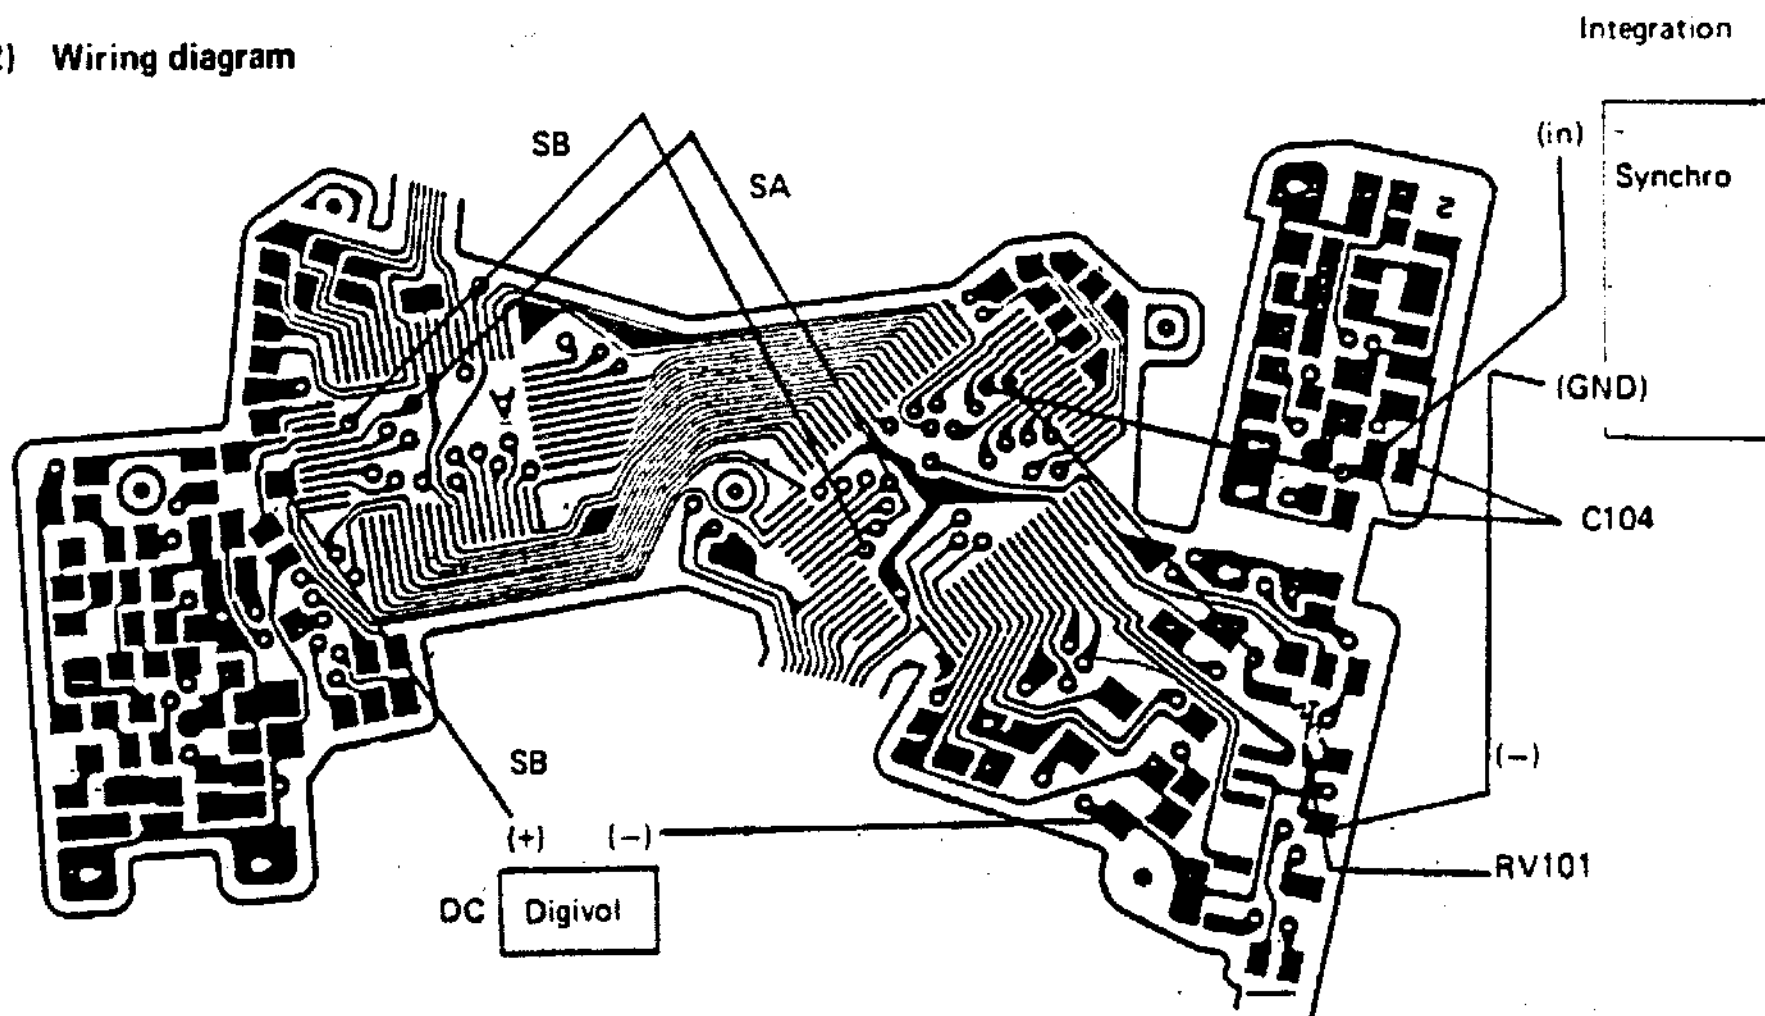 2) Wiring diagram
Integration
SB
SA
(in)
Synchro
(GND)
C104
SB
(−)
(+) (−)
RV101
DC Digivol